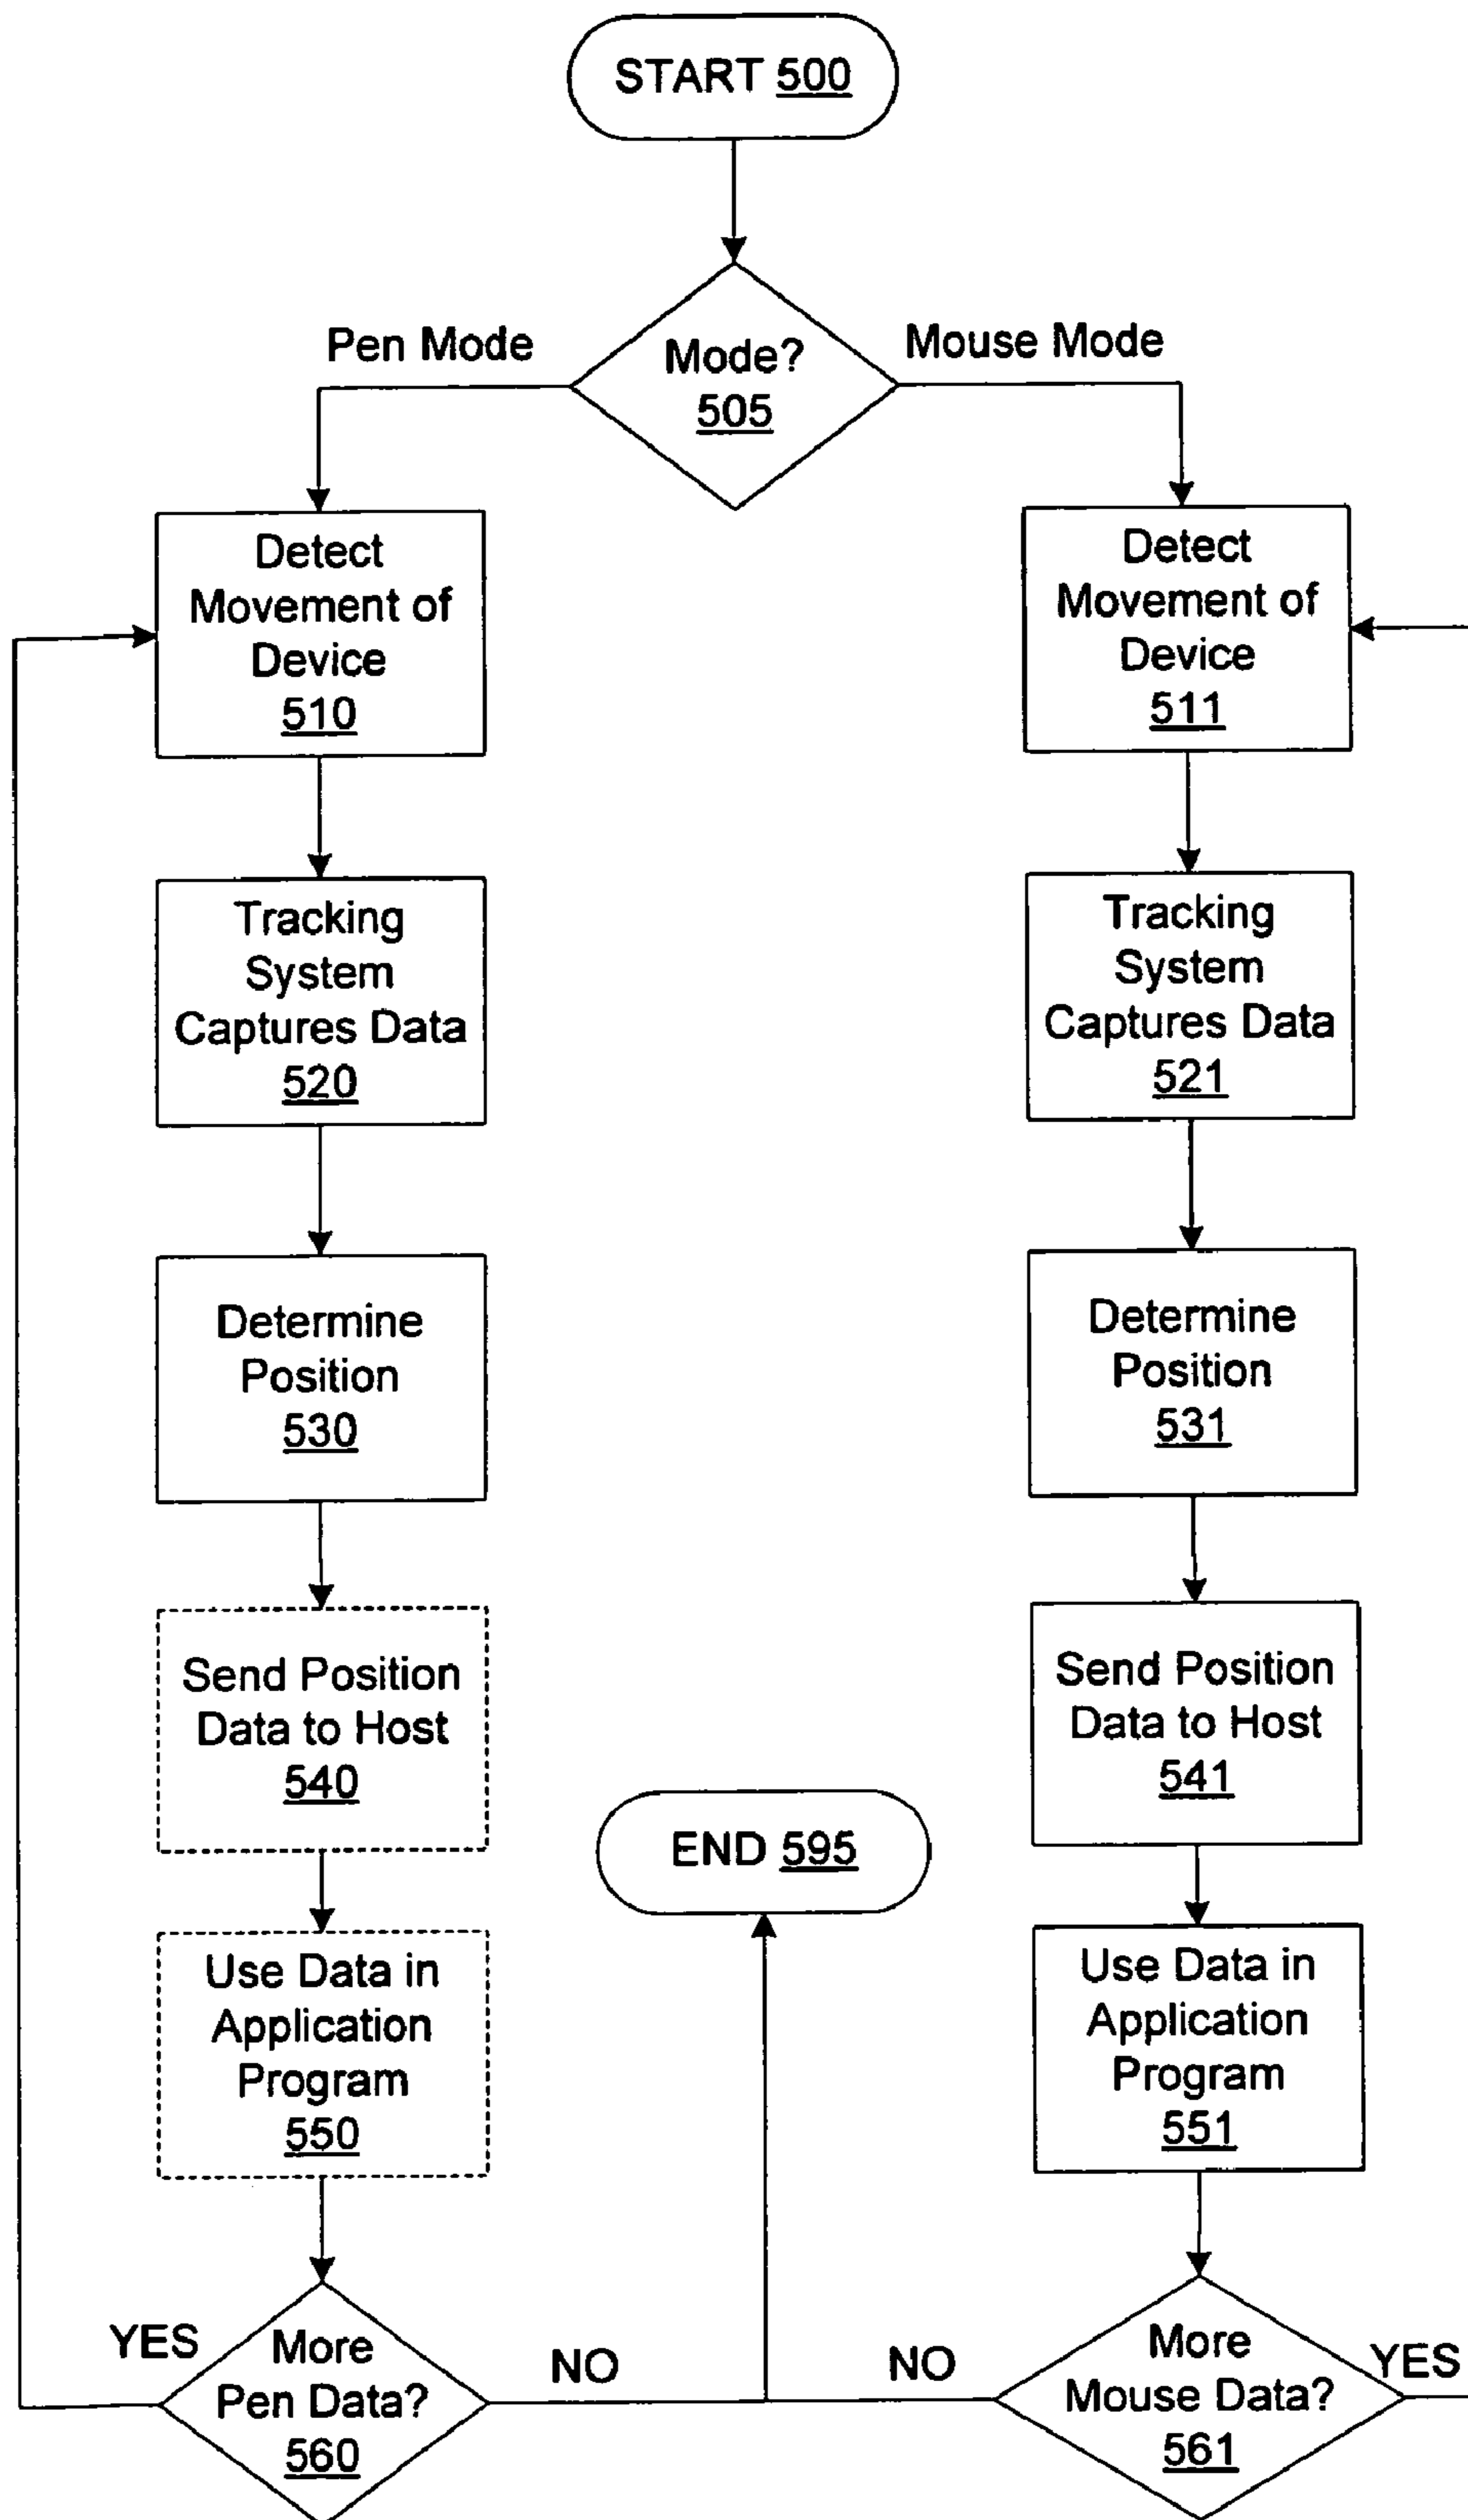 START 500
Pen Mode
Mode?
505
Mouse Mode
Detect
Movement of
Device
510
Tracking
System
Captures Data
520
Determine
Position
530
Send Position
Data to Host
540
Use Data in
Application
Program
550
YES
More
Pen Data?
560
NO
Detect
Movement of
Device
511
Tracking
System
Captures Data
521
Determine
Position
531
Send Position
Data to Host
541
Use Data in
Application
Program
551
NO
More
Mouse Data?
561
YES
END 595